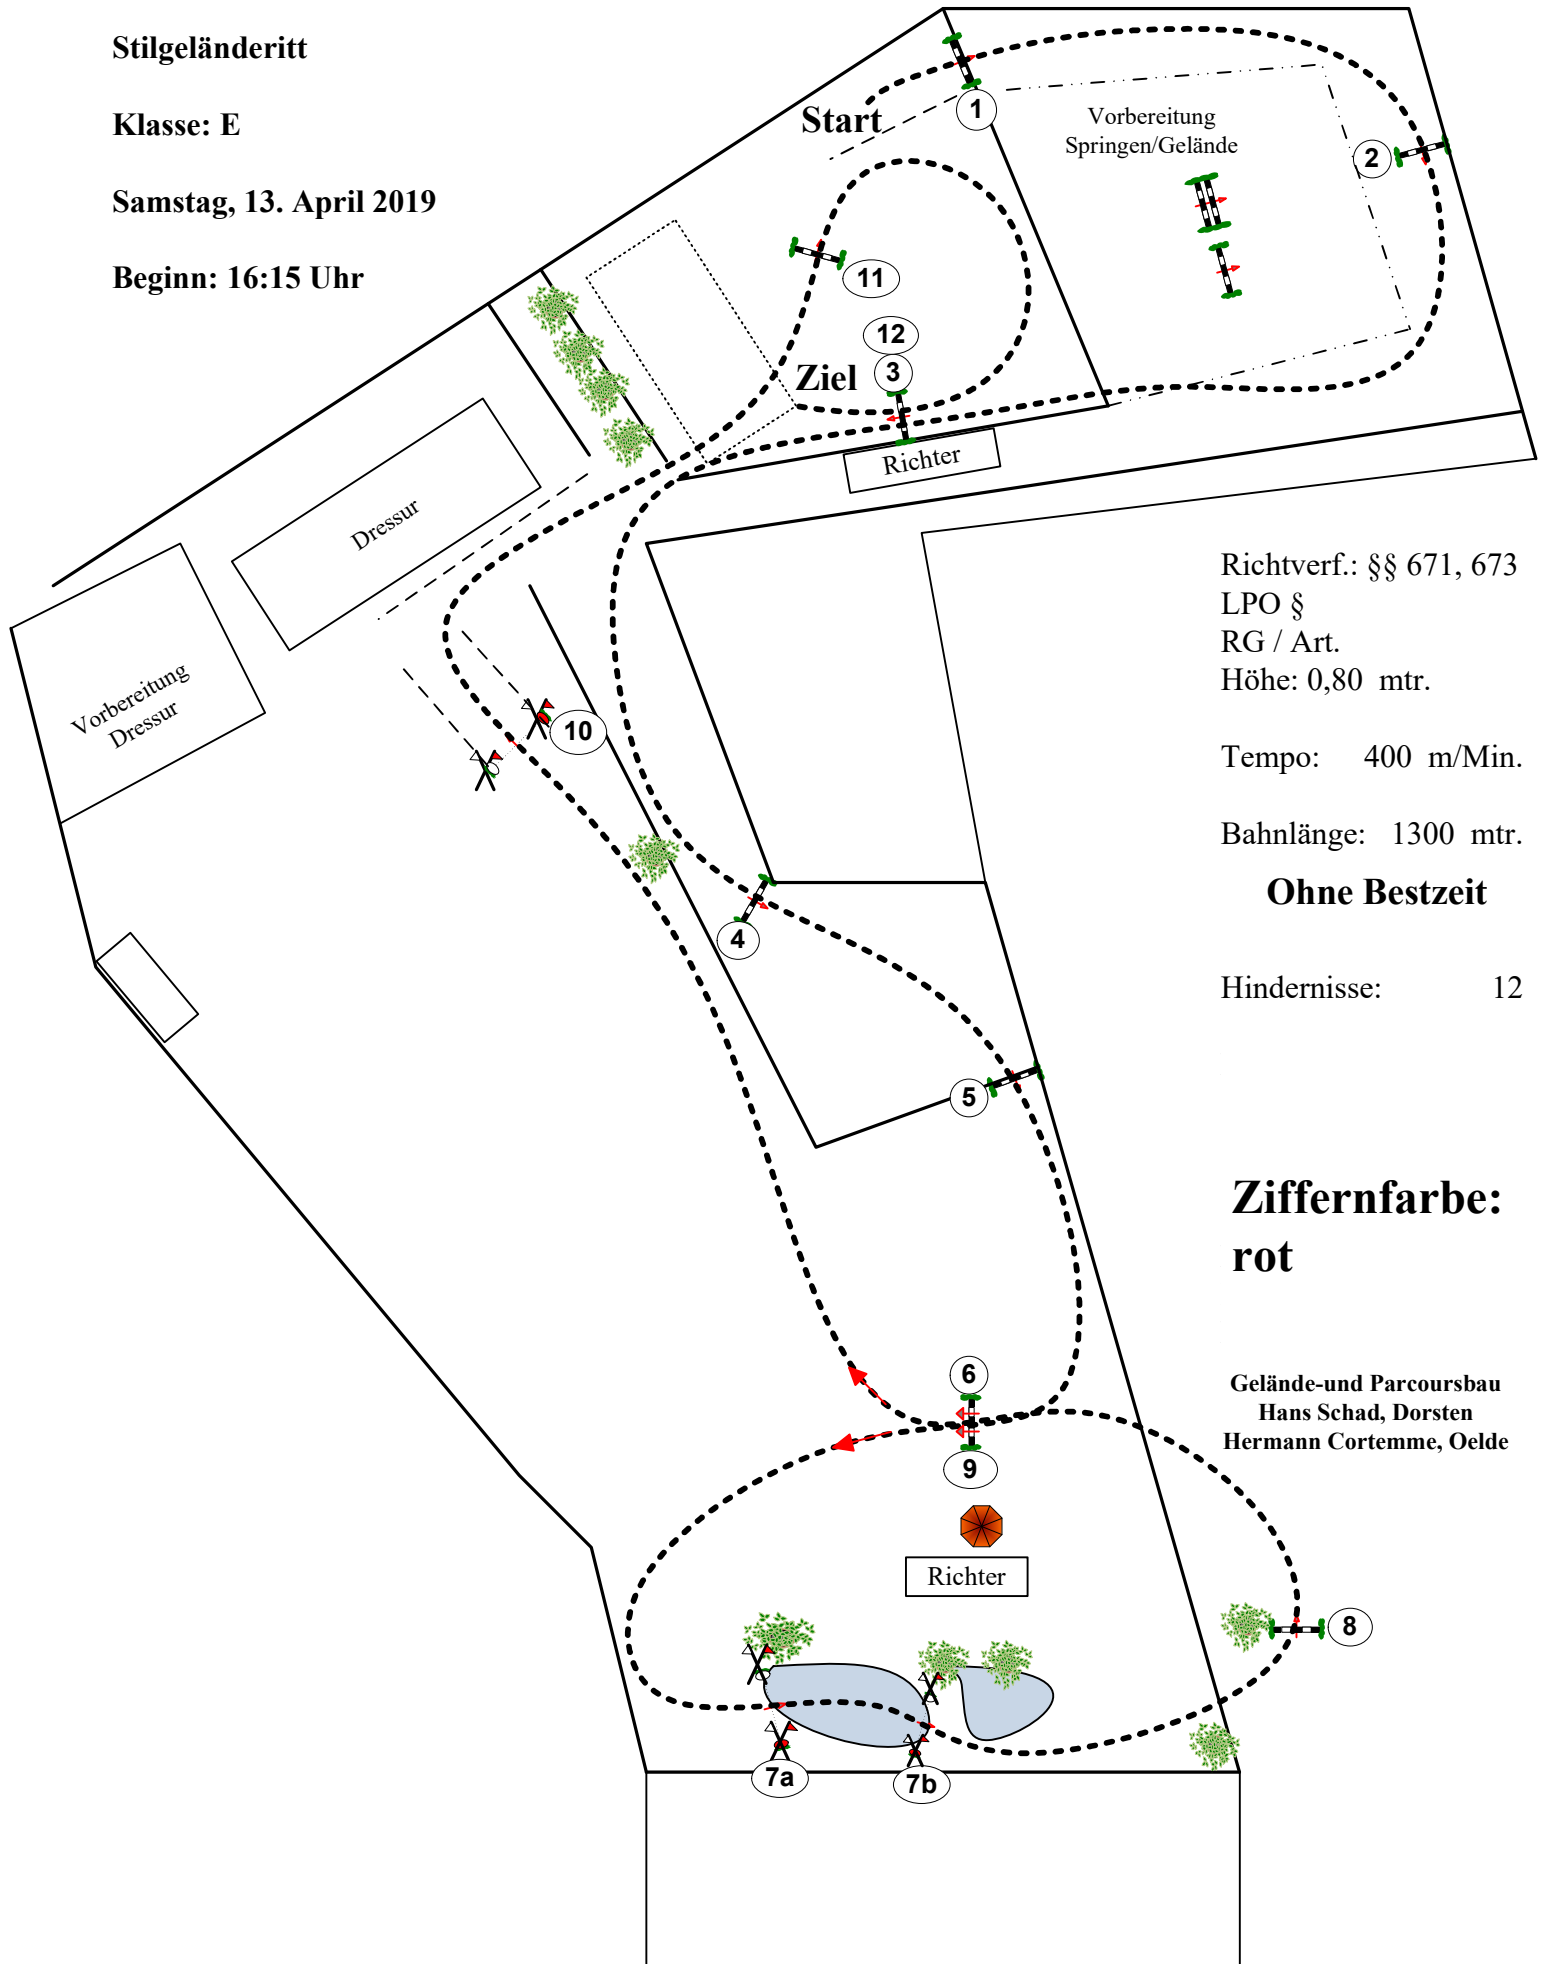 Stilgeländeritt
Klasse: E
Samstag, 13. April 2019
Beginn: 16:15 Uhr
Start
1
Vorbereitung
Springen/Gelände
2
11
12
Ziel
3
Richter
Dressur
Vorbereitung
Dressur
10
Richtverf.: §§ 671, 673
LPO §
RG / Art.
Höhe: 0,80 mtr.
Tempo: 400 m/Min.
Bahnlänge: 1300 mtr.
Ohne Bestzeit
Hindernisse: 12
4
5
Ziffernfarbe:
rot
6
9
Gelände-und Parcoursbau
Hans Schad, Dorsten
Hermann Cortemme, Oelde
Richter
8
7a
7b